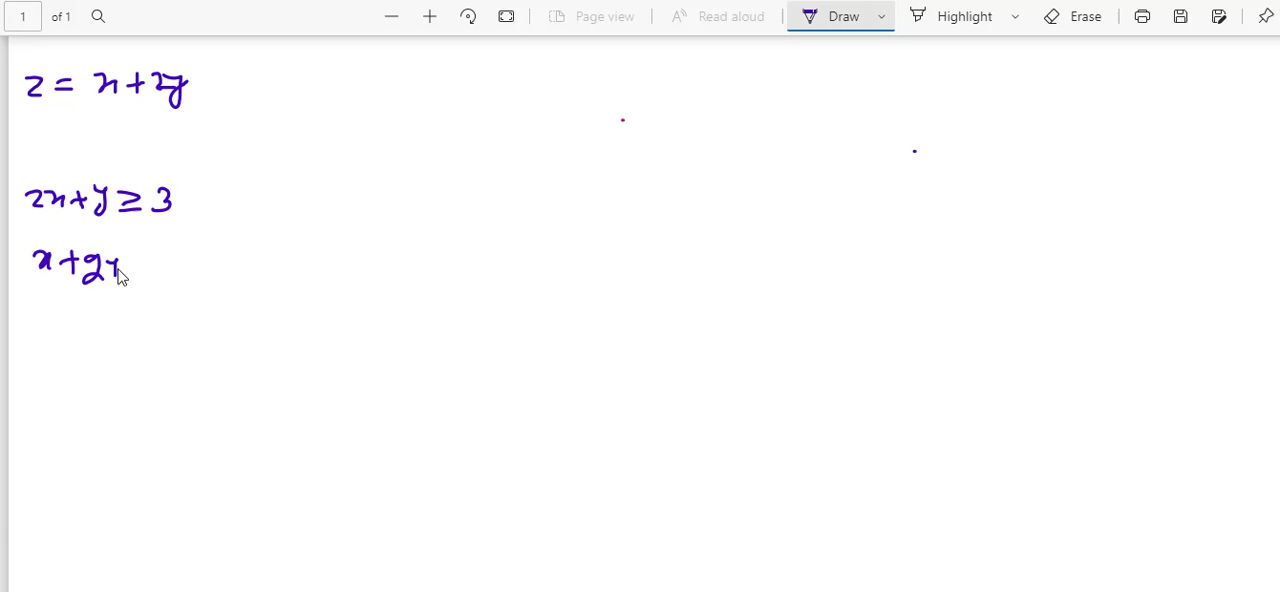 1 of 1 Page view Read aloud Draw Highlight Erase
z = x + 2y
2x + y ≥ 3
x + 2y